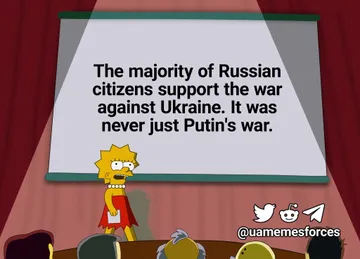 The majority of Russian
citizens support the war
against Ukraine. It was
never just Putin's war.
@uamemesforces